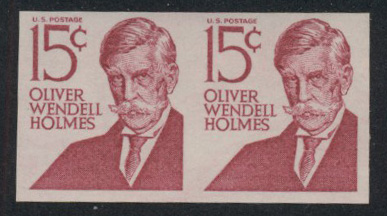 U.S. POSTAGE
15¢
OLIVER
WENDELL
HOLMES
U.S. POSTAGE
15¢
OLIVER
WENDELL
HOLMES